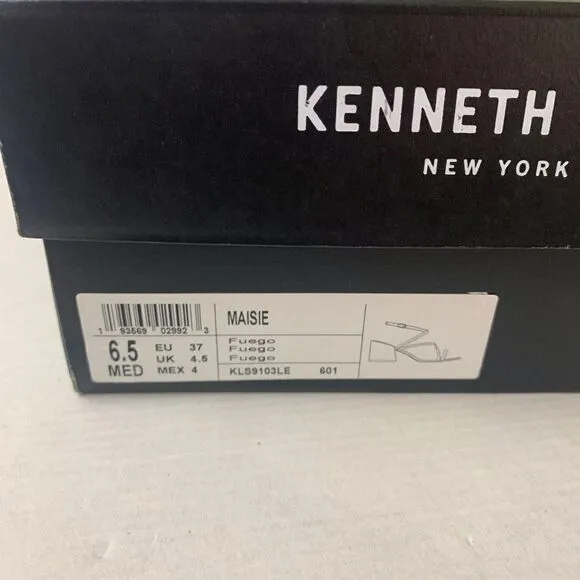 KENNETH
NEW YORK
1 93569 02992 3
MAISIE
6.5 EU 37
MED UK 4.5
MEX 4
Fuego
Fuego
Fuego
KLS9103LE 601